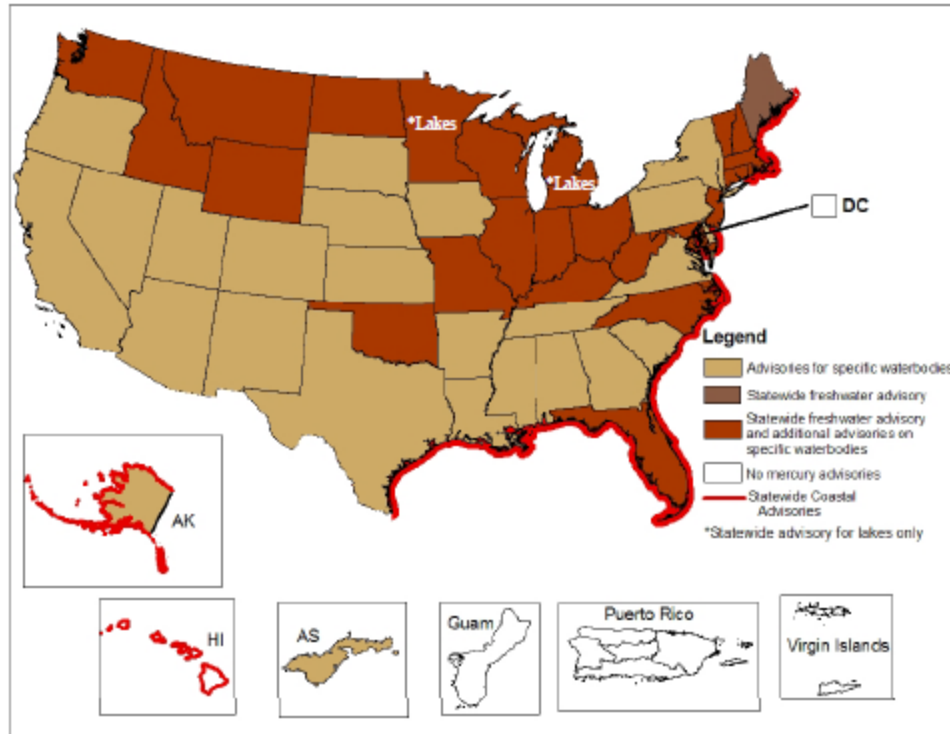 *Lakes
*Lakes
DC
Legend
Advisories for specific waterbodies
Statewide freshwater advisory
Statewide freshwater advisory
and additional advisories on
specific waterbodies
No mercury advisories
Statewide Coastal
Advisories
*Statewide advisory for lakes only
AK
HI
AS
Guam
Puerto Rico
Virgin Islands